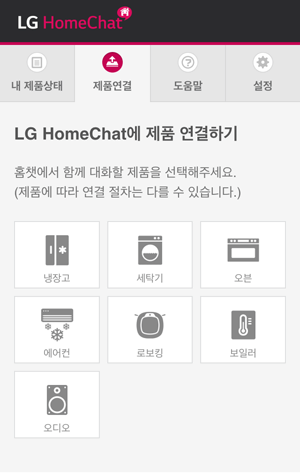 LG HomeChat
내 제품상태 제품연결 도움말 설정
LG HomeChat에 제품 연결하기
홈챗에서 함께 대화할 제품을 선택해주세요.
(제품에 따라 연결 절차는 다를 수 있습니다.)
냉장고 세탁기 오븐
에어컨 로보킹 보일러
오디오